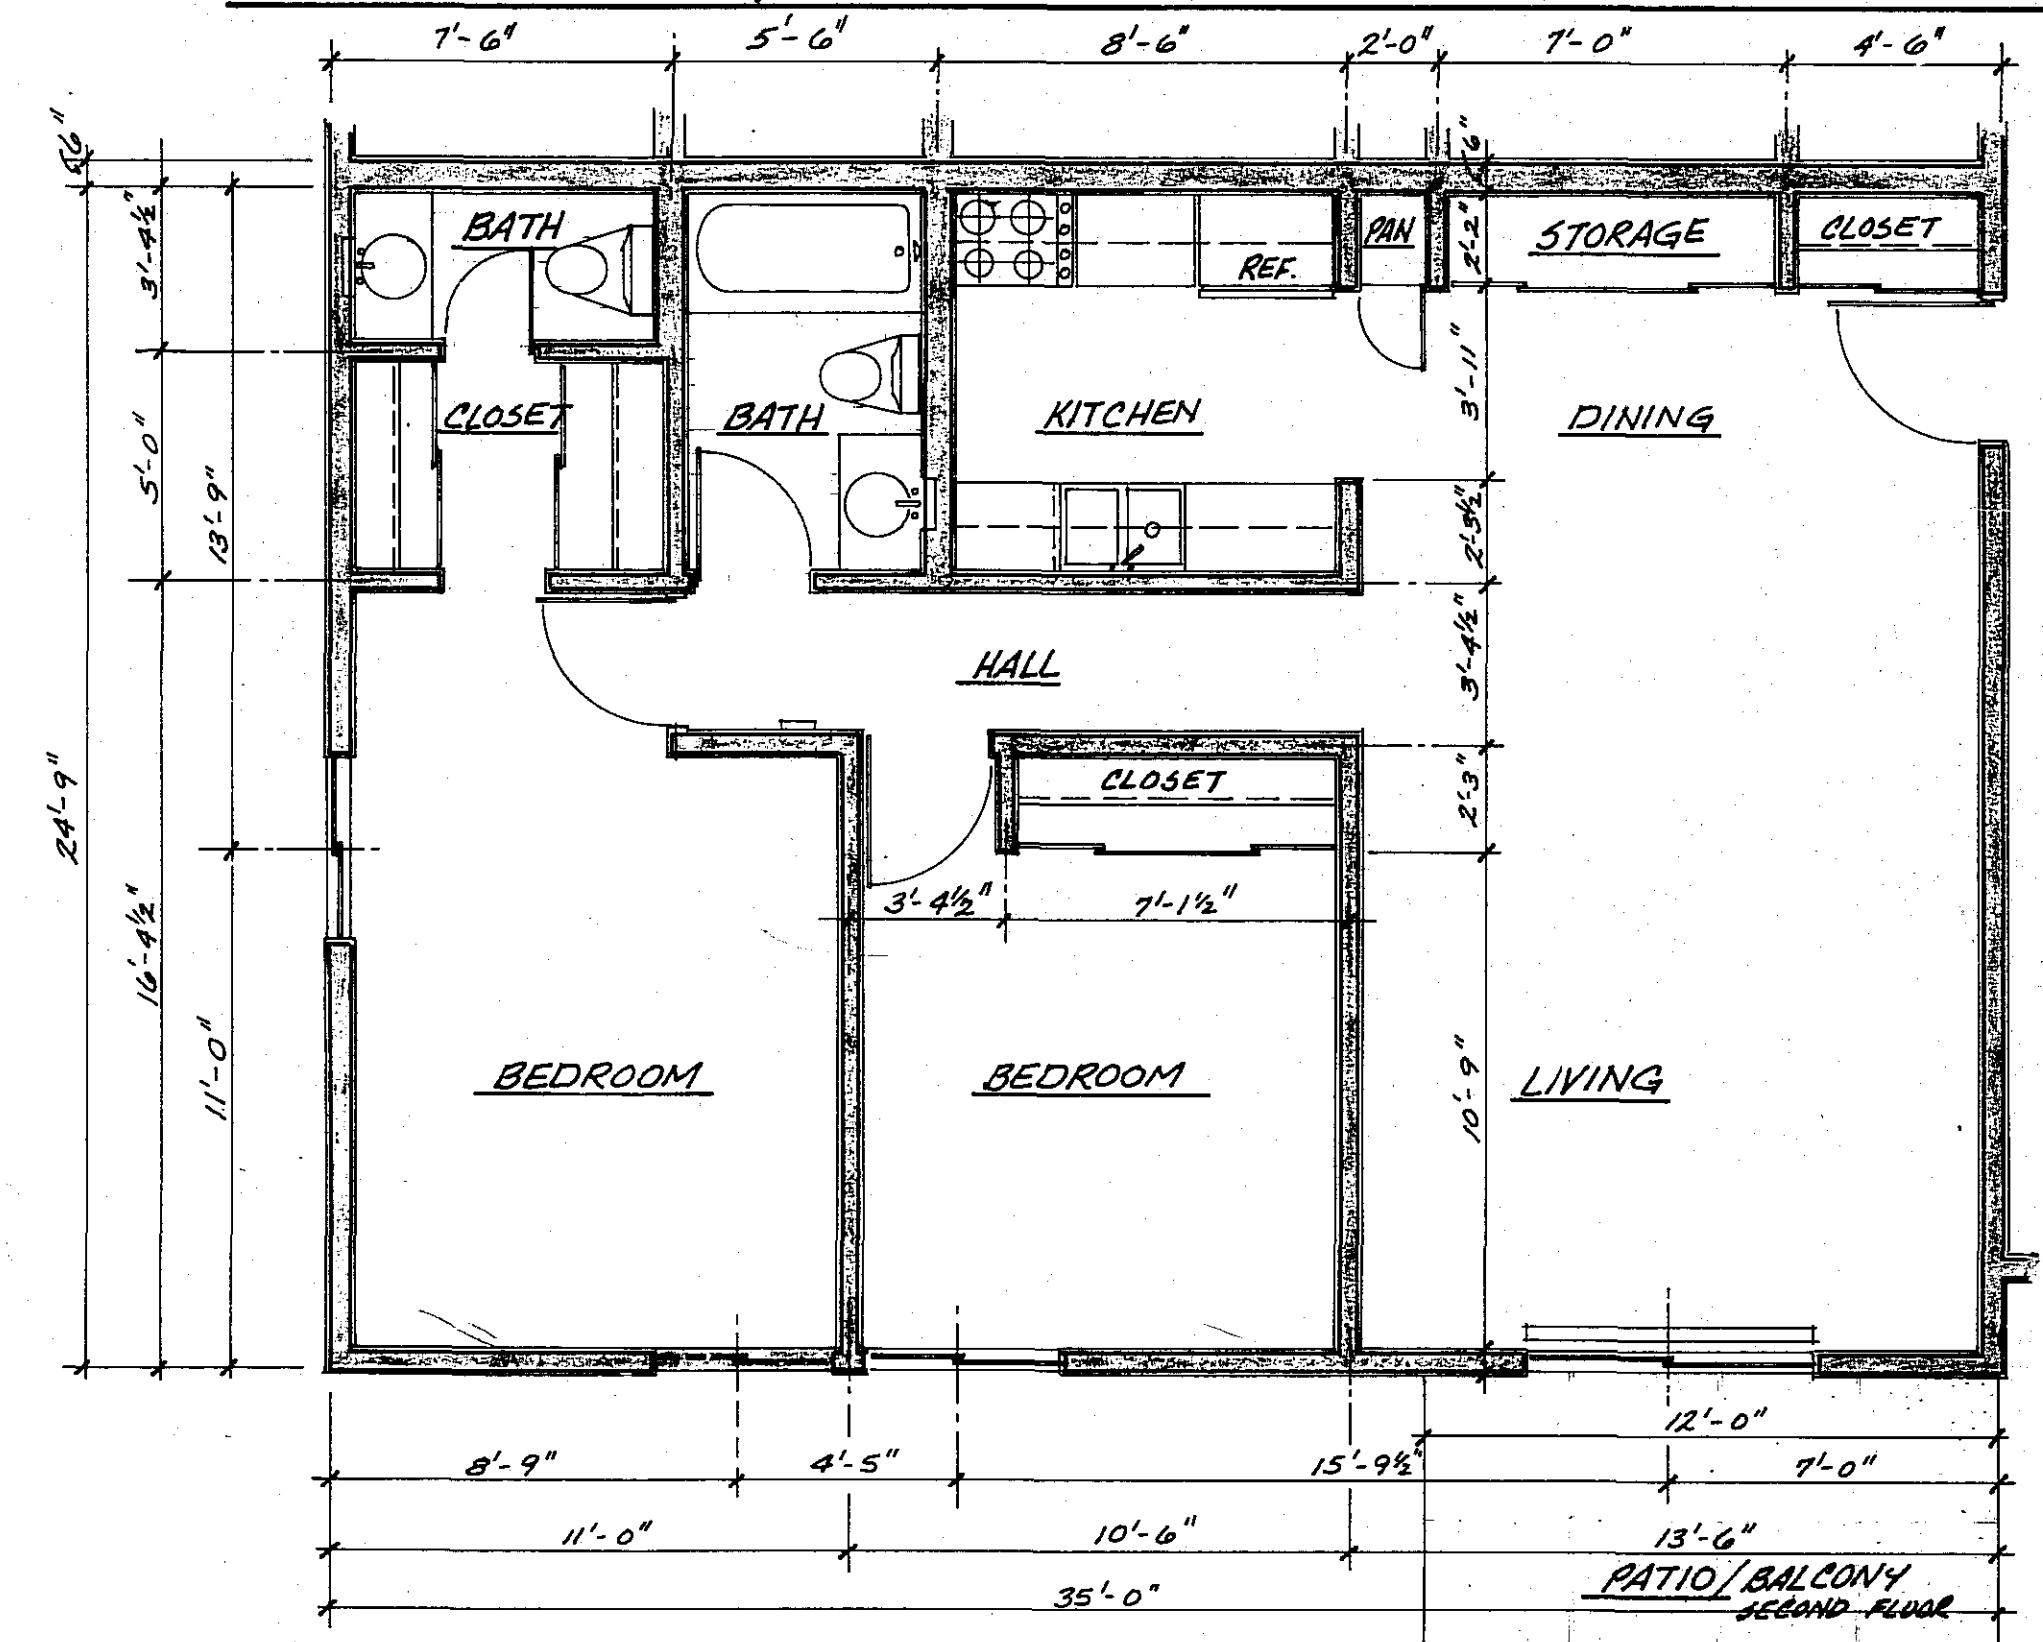 7'-6" 5'-6" 8'-6" 2'-0" 7'-0" 4'-6"
6" 6"
3'-4½" BATH PAN 2'-2" STORAGE CLOSET
REF.
5'-0" CLOSET BATH KITCHEN 3'-11" DINING
13'-9" 2'-3½"
HALL 3'-4½"
24'-9" CLOSET 2'-3"
16'-4½" 3'-4½" 7'-1½"
11'-0" BEDROOM BEDROOM 10'-9" LIVING
12'-0"
8'-9" 4'-5" 15'-9½" 7'-0"
11'-0" 10'-6" 13'-6"
35'-0" PATIO/BALCONY
SECOND FLOOR